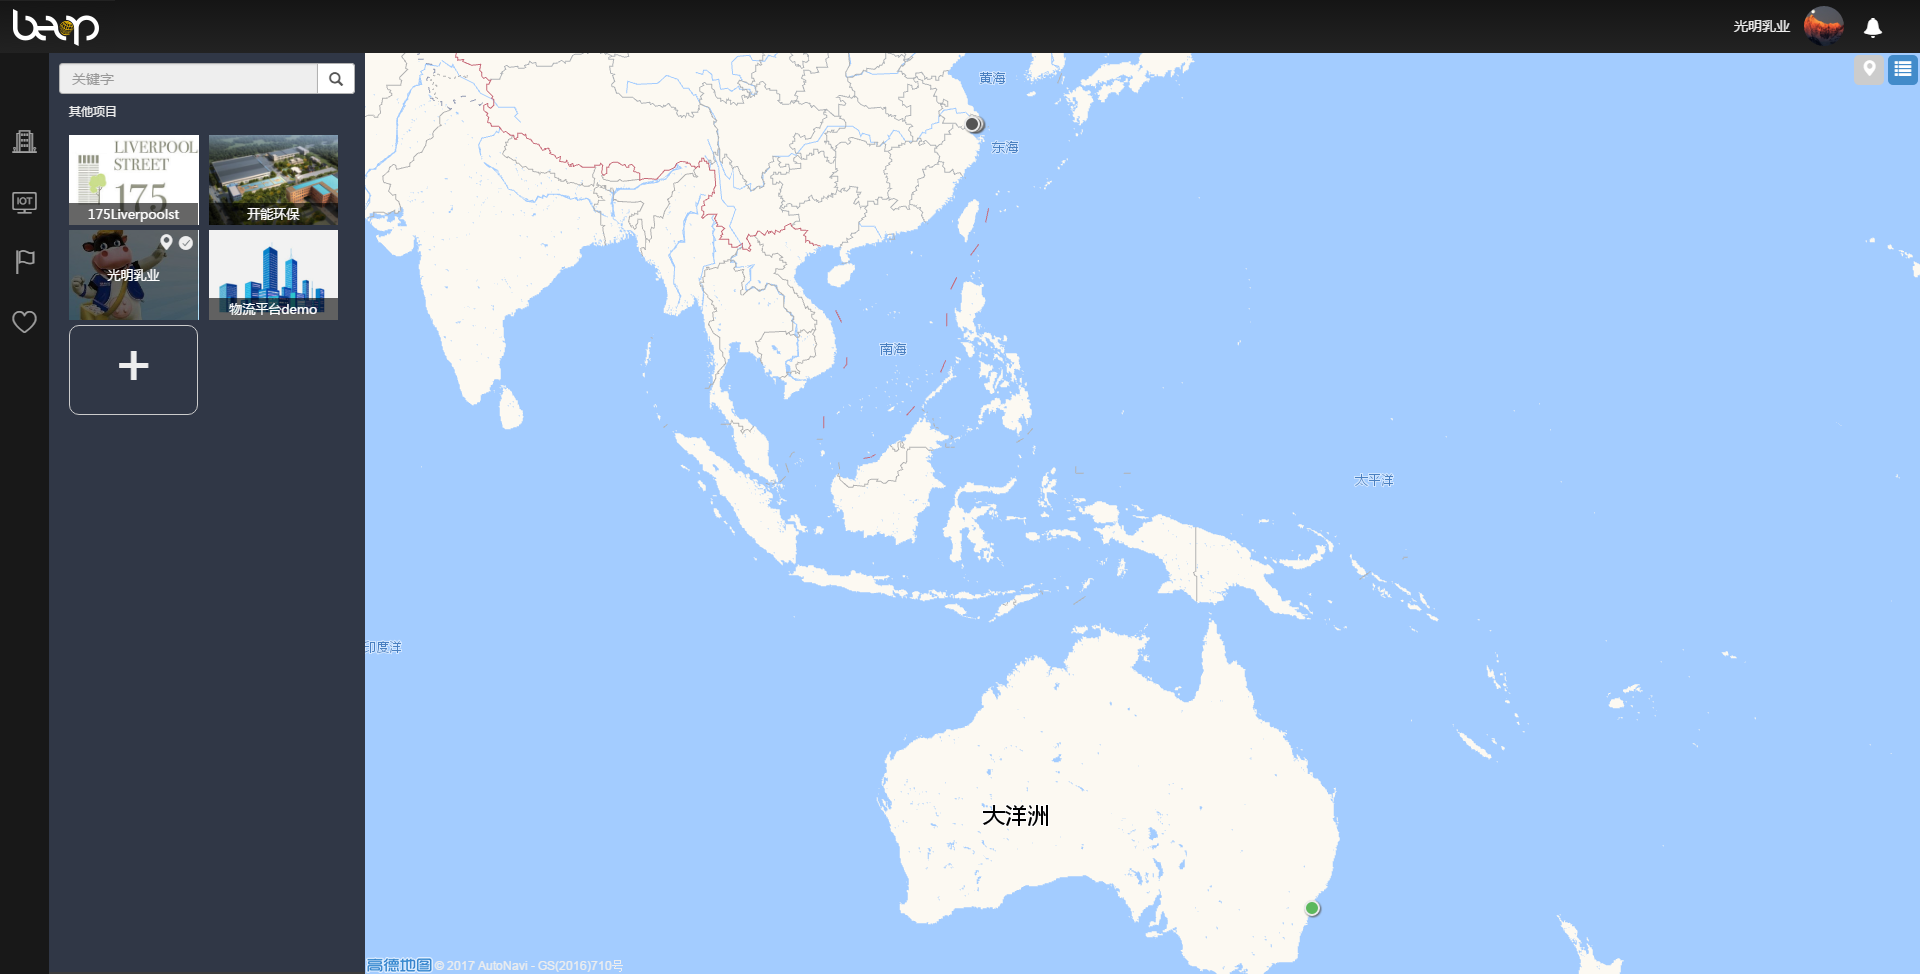 beop
光明乳业
关键字
其他项目
LIVERPOOL
STREET
175
175Liverpoolst
开能环保
IOT
光明乳业
物流平台demo
黄海
东海
南海
太平洋
印度洋
大洋洲
高德地图 © 2017 AutoNavi - GS(2016)710号